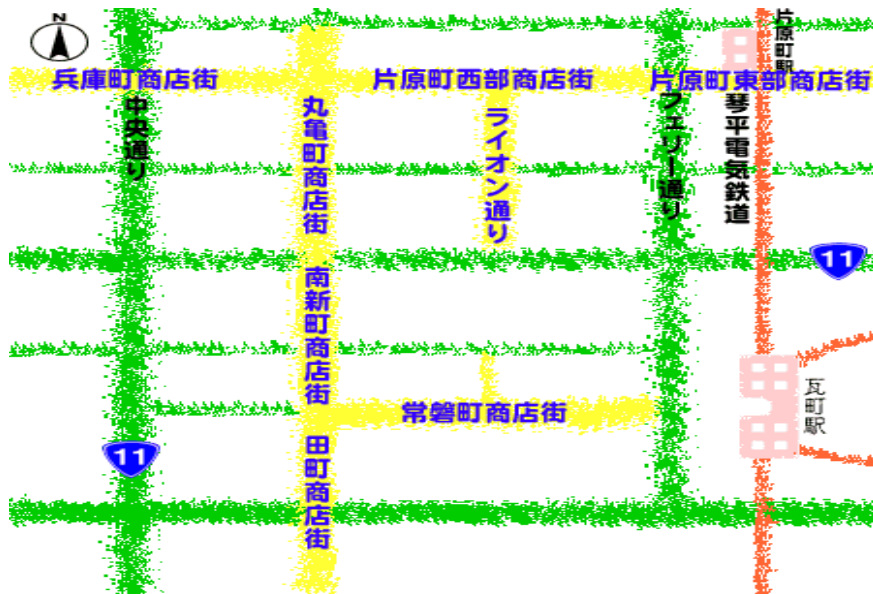 N
片原町駅
兵庫町商店街
片原町西部商店街
片原町東部商店街
中央通り
丸亀町商店街
ライオン通り
フェリー通り
琴平電気鉄道
11
南新町商店街
瓦町駅
常磐町商店街
11
田町商店街